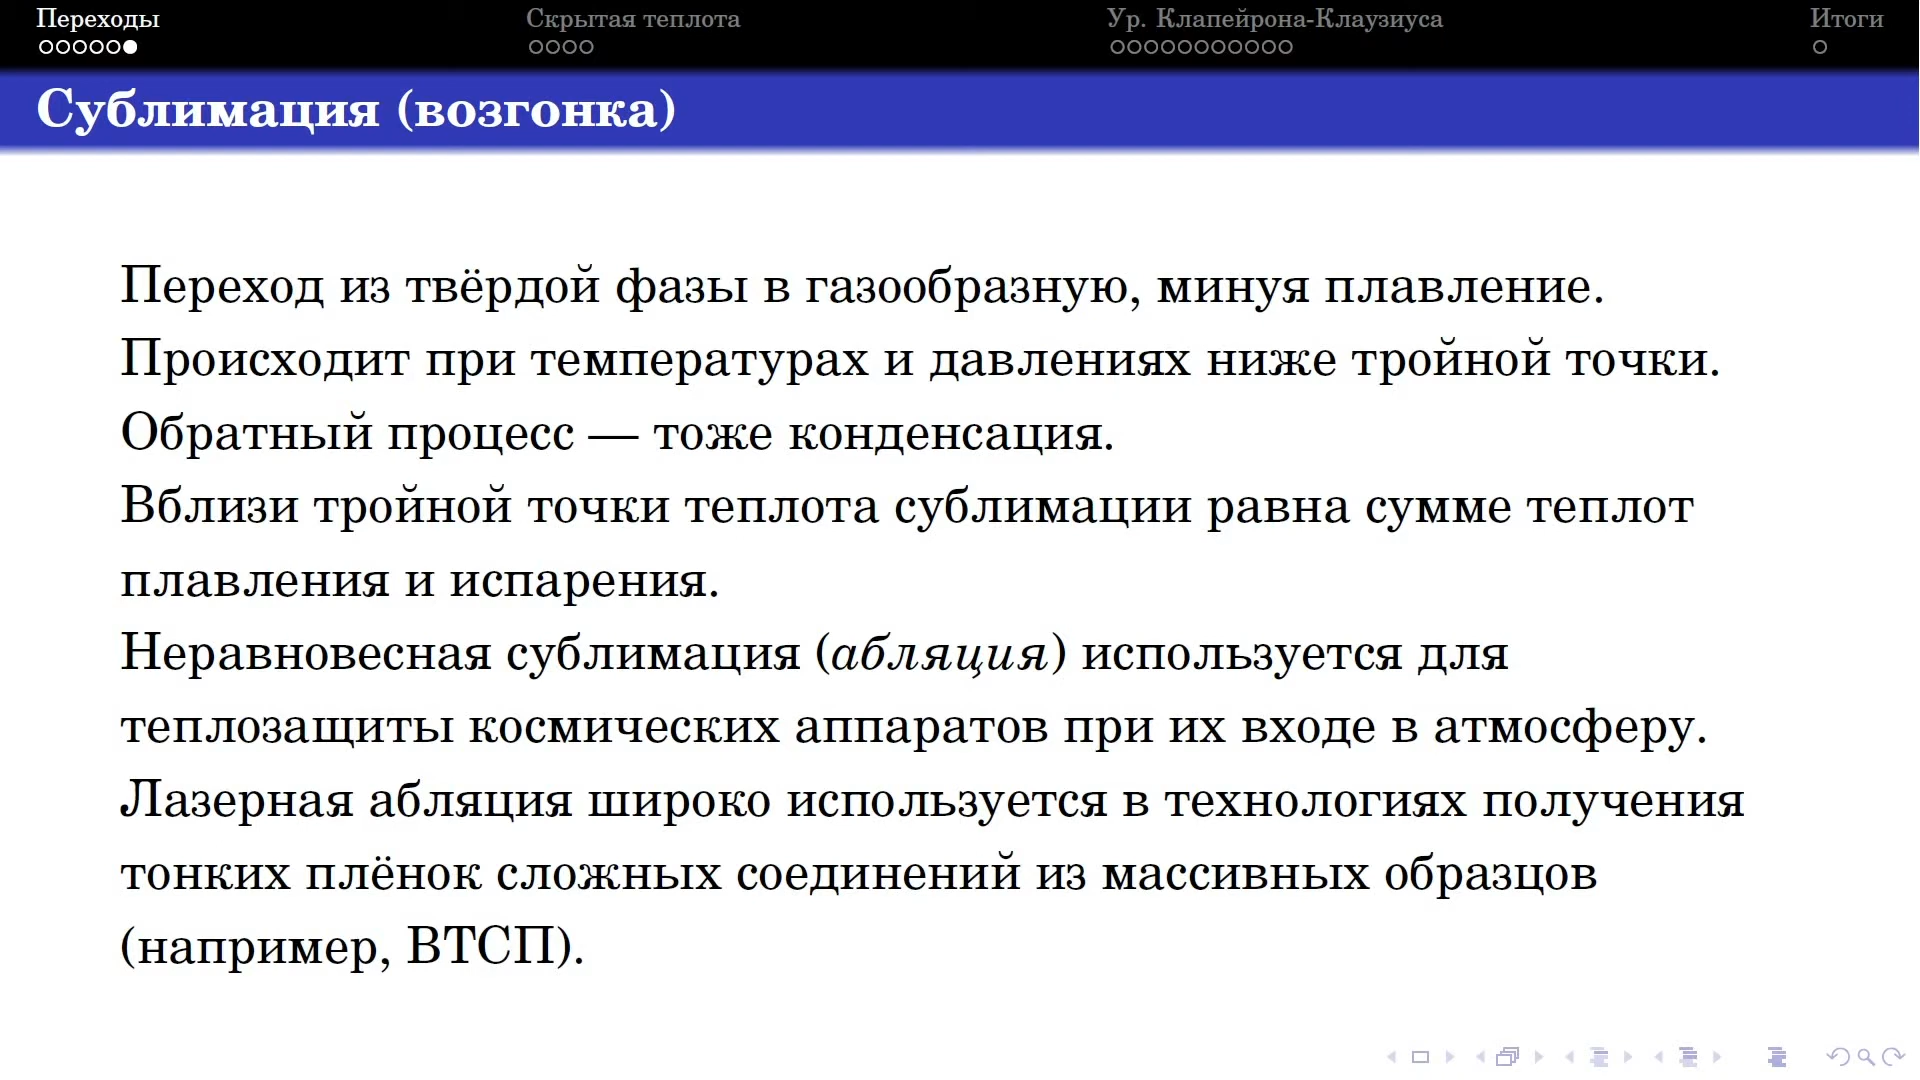 Переходы
Скрытая теплота
Ур. Клапейрона-Клаузиуса
Итоги
Сублимация (возгонка)
Переход из твёрдой фазы в газообразную, минуя плавление.
Происходит при температурах и давлениях ниже тройной точки.
Обратный процесс — тоже конденсация.
Вблизи тройной точки теплота сублимации равна сумме теплот
плавления и испарения.
Неравновесная сублимация (абляция) используется для
теплозащиты космических аппаратов при их входе в атмосферу.
Лазерная абляция широко используется в технологиях получения
тонких плёнок сложных соединений из массивных образцов
(например, ВТСП).